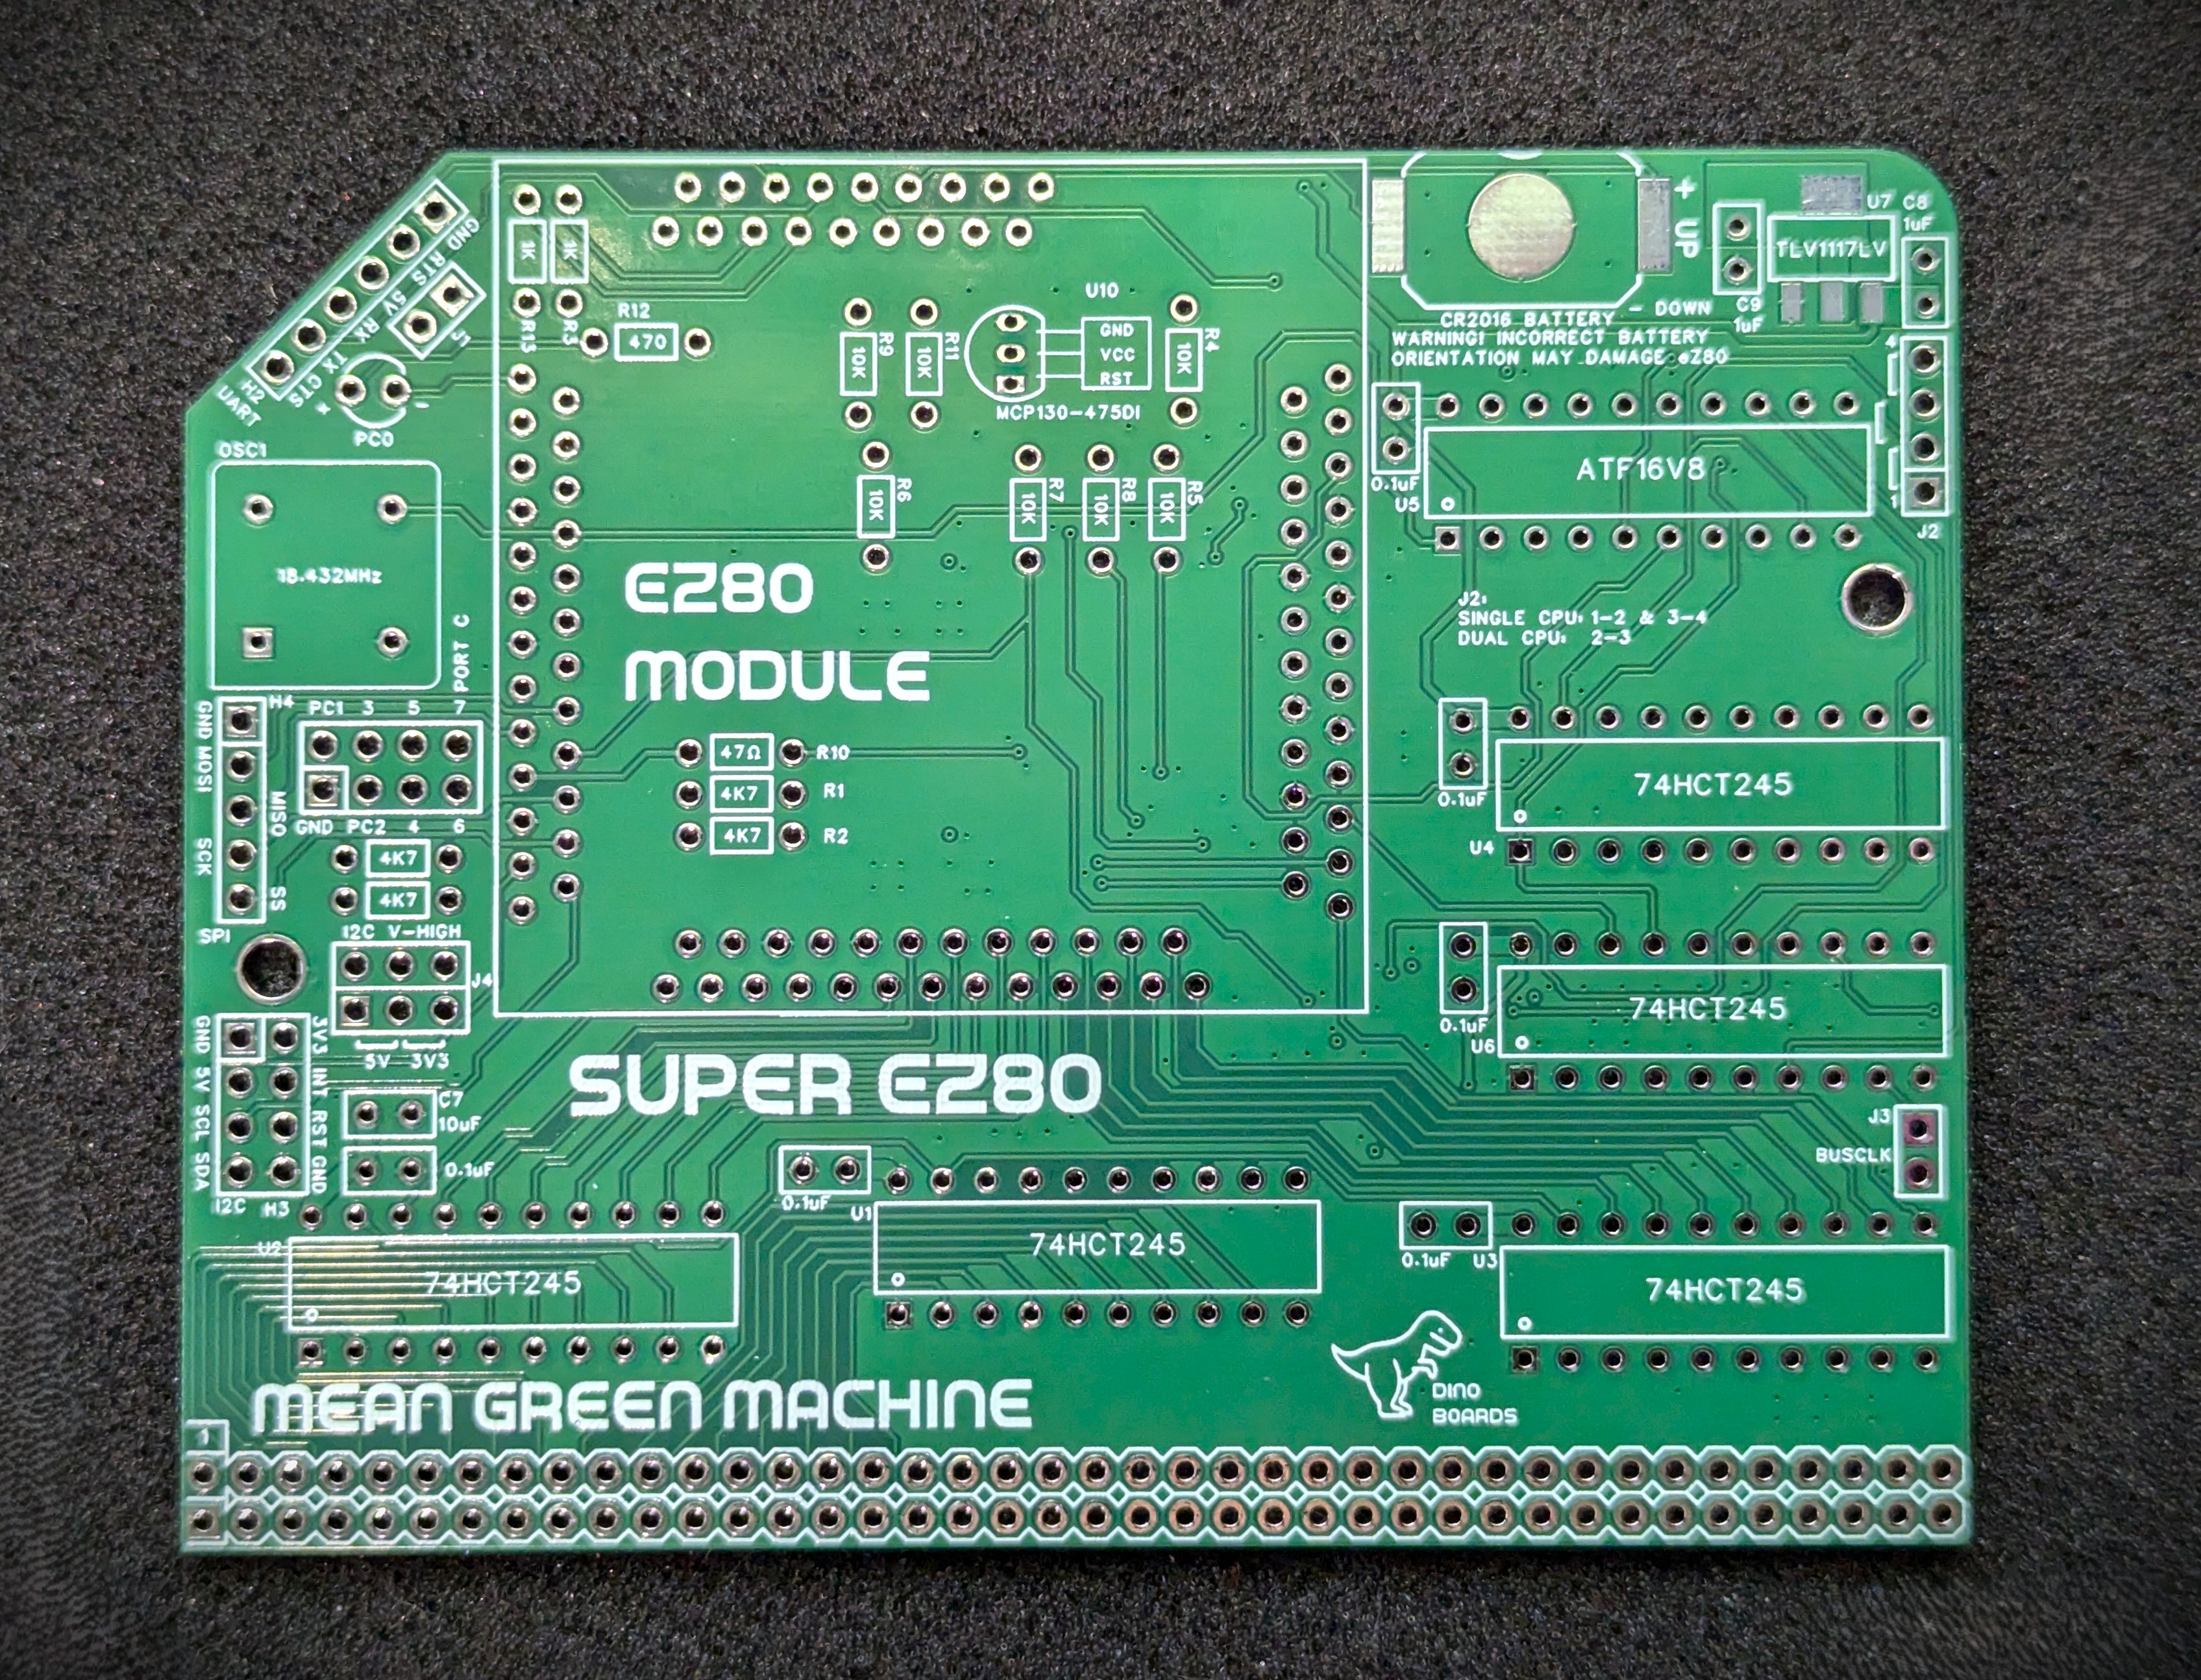 GND
RTS
5V
RX
TX
CTS
H2
UART
J1
+
-
PC0
1K
1K
R13
R3
R12
470
R9
10K
R11
10K
U10
GND
VCC
RST
MCP130-475DI
R4
10K
R6
10K
R7
10K
R8
10K
R5
10K
+ UP
- DOWN
CR2016 BATTERY
WARNING! INCORRECT BATTERY
ORIENTATION MAY DAMAGE eZ80
U7
C8
1uF
TLV1117LV
C9
1uF
4
1
J2
ATF16V8
0.1uF
U5
J2:
SINGLE CPU: 1-2 & 3-4
DUAL CPU: 2-3
OSC1
18.432MHz
PORT C
EZ80
MODULE
H4
GND
MOSI
MISO
SCK
SS
SPI
PC1 3 5 7
GND PC2 4 6
47Ω
R10
4K7
R1
4K7
R2
4K7
4K7
I2C V-HIGH
J4
5V 3V3
0.1uF
74HCT245
U4
0.1uF
74HCT245
U6
GND 5V SCL SDA
3V3 INT RST GND
I2C H3
C7
10uF
0.1uF
SUPER EZ80
J3
BUSCLK
0.1uF
U1
74HCT245
U2
74HCT245
0.1uF
U3
74HCT245
DINO
BOARDS
MEAN GREEN MACHINE
1